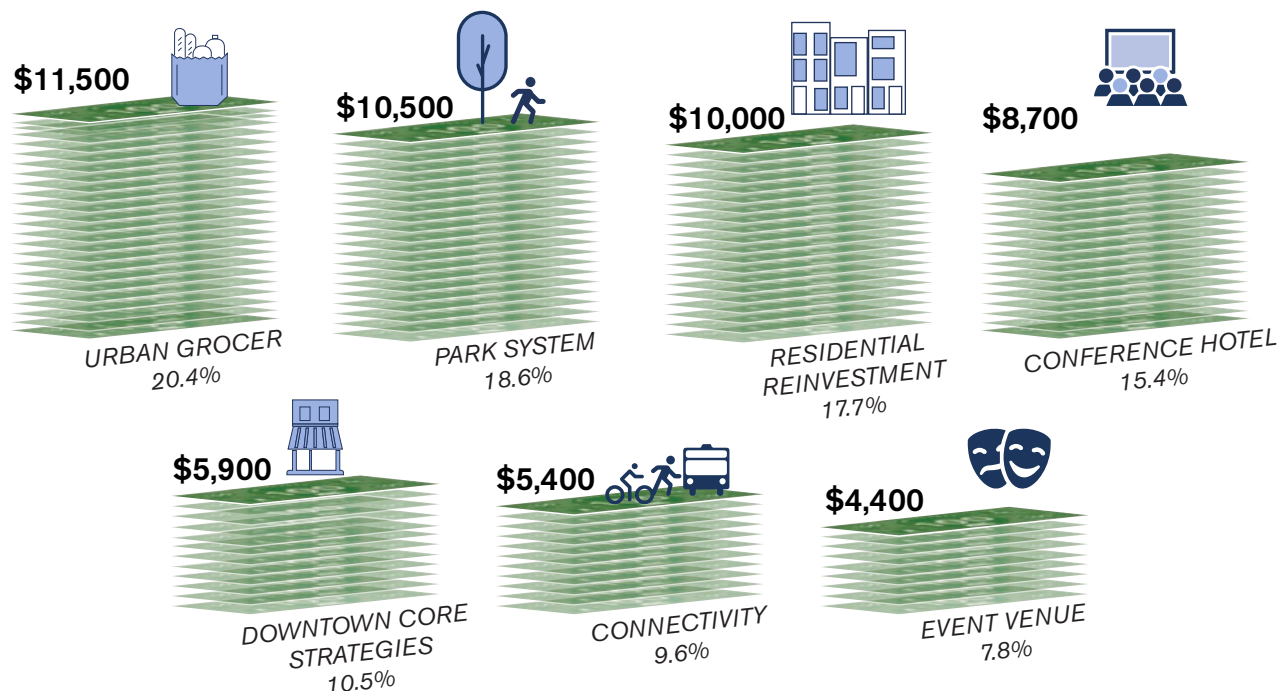 $11,500
URBAN GROCER
20.4%
$10,500
PARK SYSTEM
18.6%
$10,000
RESIDENTIAL
REINVESTMENT
17.7%
$8,700
CONFERENCE HOTEL
15.4%
$5,900
DOWNTOWN CORE
STRATEGIES
10.5%
$5,400
CONNECTIVITY
9.6%
$4,400
EVENT VENUE
7.8%